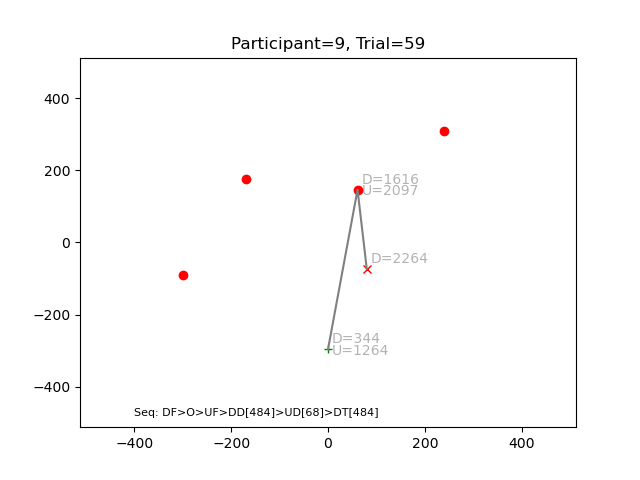 Participant=9, Trial=59
400
200
0
−200
−400
D=1616
U=2097
D=2264
D=344
U=1264
Seq: DF>O>UF>DD[484]>UD[68]>DT[484]
−400 −200 0 200 400